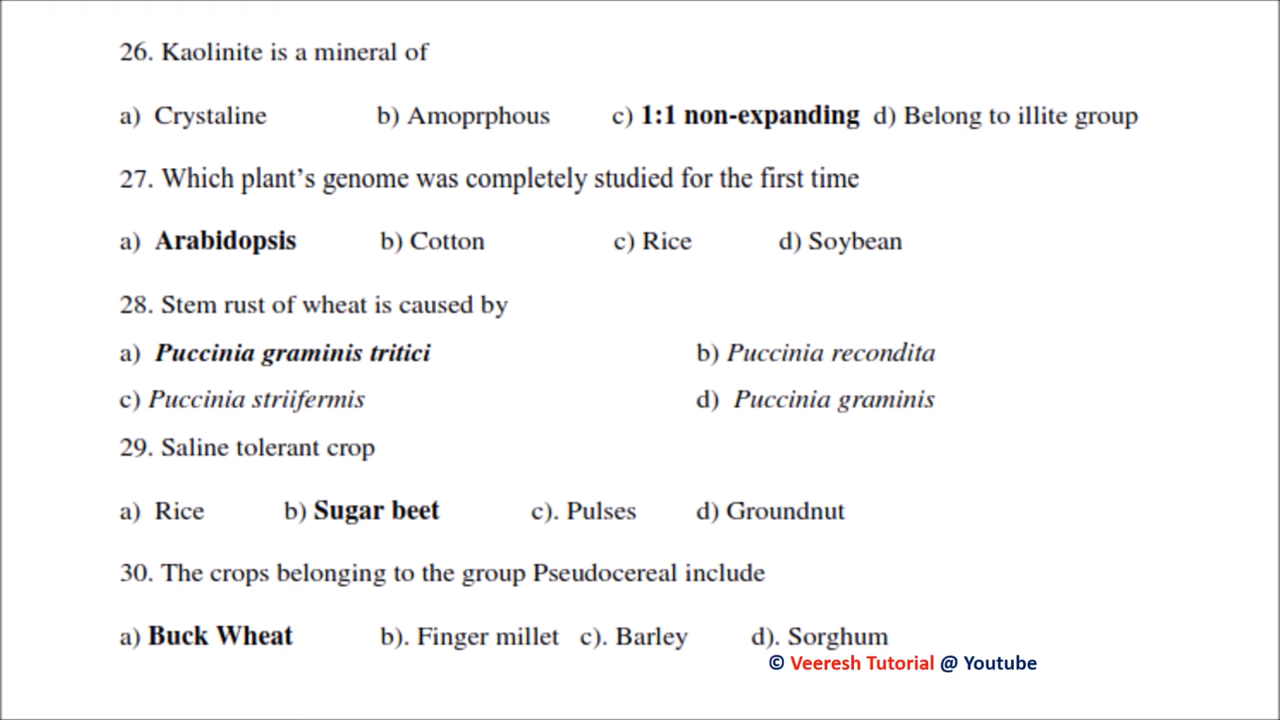 26. Kaolinite is a mineral of
a) Crystaline b) Amoprphous c) 1:1 non-expanding d) Belong to illite group
27. Which plant’s genome was completely studied for the first time
a) Arabidopsis b) Cotton c) Rice d) Soybean
28. Stem rust of wheat is caused by
a) Puccinia graminis tritici b) Puccinia recondita
c) Puccinia striifermis d) Puccinia graminis
29. Saline tolerant crop
a) Rice b) Sugar beet c). Pulses d) Groundnut
30. The crops belonging to the group Pseudocereal include
a) Buck Wheat b). Finger millet c). Barley d). Sorghum
© Veeresh Tutorial @ Youtube